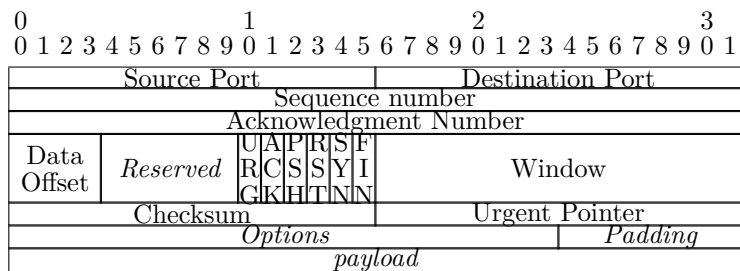 0 1 2 3
0 1 2 3 4 5 6 7 8 9 0 1 2 3 4 5 6 7 8 9 0 1 2 3 4 5 6 7 8 9 0 1
Source Port Destination Port
Sequence number
Acknowledgment Number
Data Offset Reserved URG ACK PSH RST SYN FIN Window
Checksum Urgent Pointer
Options Padding
payload